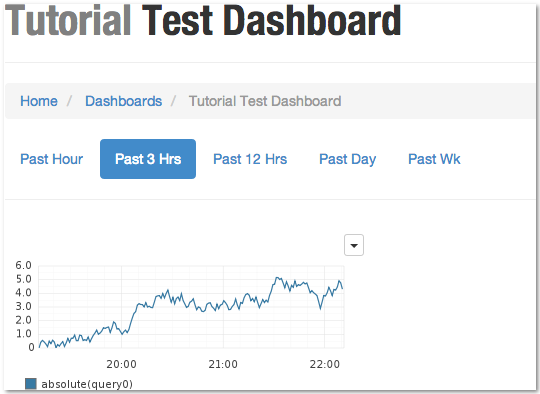 Tutorial Test Dashboard
Home / Dashboards / Tutorial Test Dashboard
Past Hour Past 3 Hrs Past 12 Hrs Past Day Past Wk
6.0
5.0
4.0
3.0
2.0
1.0
0
20:00 21:00 22:00
absolute(query0)